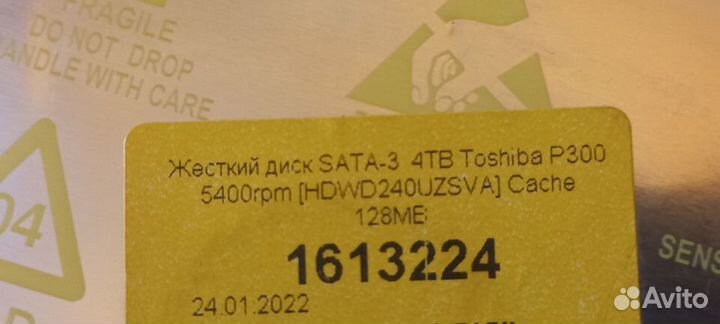 FRAGILE
DO NOT DROP
HANDLE WITH CARE
04
SENS
Жесткий диск SATA-3 4TB Toshiba P300
5400rpm [HDWD240UZSVA] Cache
128МБ
1613224
24.01.2022
Avito